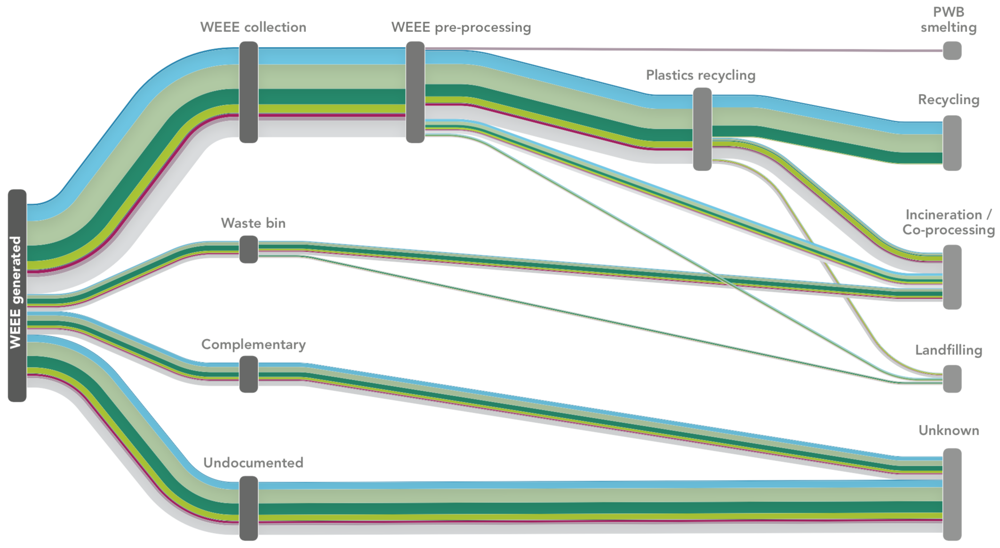 WEEE collection
WEEE pre-processing
PWB
smelting
Plastics recycling
Recycling
Waste bin
Incineration /
Co-processing
WEEE generated
Complementary
Landfilling
Undocumented
Unknown